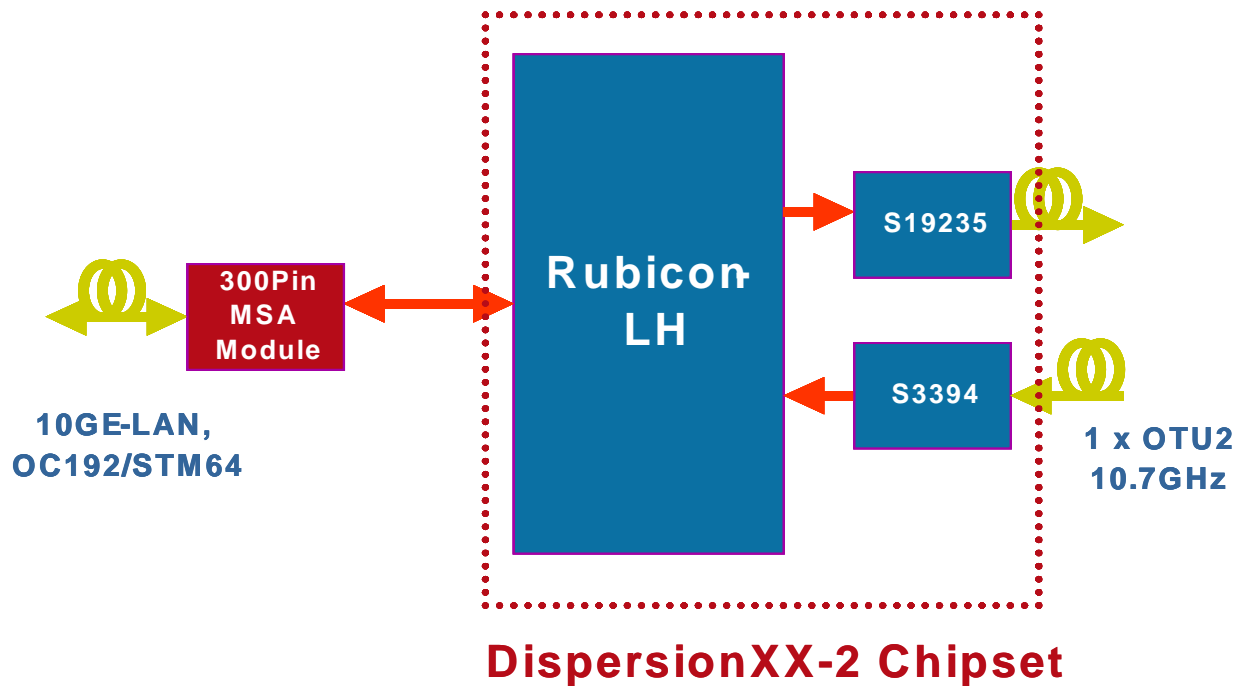 300Pin
MSA
Module
10GE-LAN,
OC192/STM64
Rubicon-
LH
S19235
S3394
1 x OTU2
10.7GHz
DispersionXX-2 Chipset